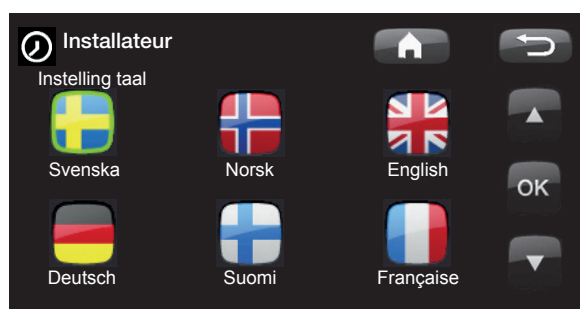 Installateur
Instelling taal
Svenska Norsk English
OK
Deutsch Suomi Française